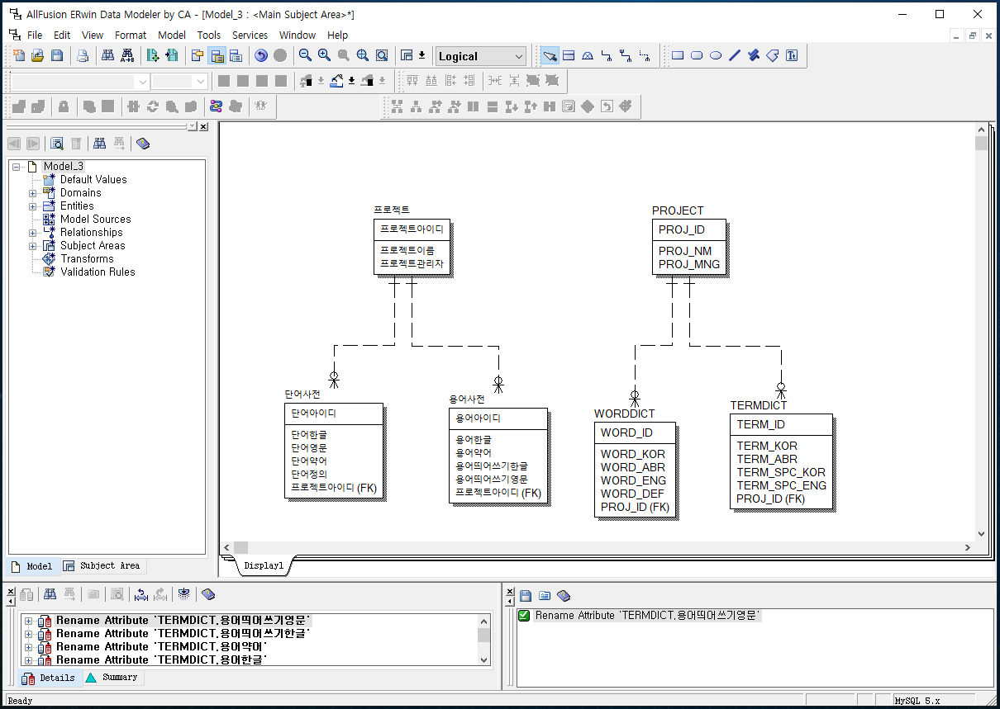 AllFusion ERwin Data Modeler by CA - [Model_3 : <Main Subject Area>*]
File Edit View Format Model Tools Services Window Help
Logical
Model_3
Default Values
Domains
Entities
Model Sources
Relationships
Subject Areas
Transforms
Validation Rules
Model Subject Area
프로젝트
프로젝트아이디
프로젝트이름
프로젝트관리자
PROJECT
PROJ_ID
PROJ_NM
PROJ_MNG
단어사전
단어아이디
단어한글
단어영문
단어약어
단어정의
프로젝트아이디 (FK)
용어사전
용어아이디
용어한글
용어약어
용어띄어쓰기한글
용어띄어쓰기영문
프로젝트아이디 (FK)
WORDDICT
WORD_ID
WORD_KOR
WORD_ABR
WORD_ENG
WORD_DEF
PROJ_ID (FK)
TERMDICT
TERM_ID
TERM_KOR
TERM_ABR
TERM_SPC_KOR
TERM_SPC_ENG
PROJ_ID (FK)
Display1
Rename Attribute 'TERMDICT.용어띄어쓰기영문'
Rename Attribute 'TERMDICT.용어띄어쓰기한글'
Rename Attribute 'TERMDICT.용어약어'
Rename Attribute 'TERMDICT.용어한글'
Details Summary
Rename Attribute 'TERMDICT.용어띄어쓰기영문'
Ready
MySQL 5.x